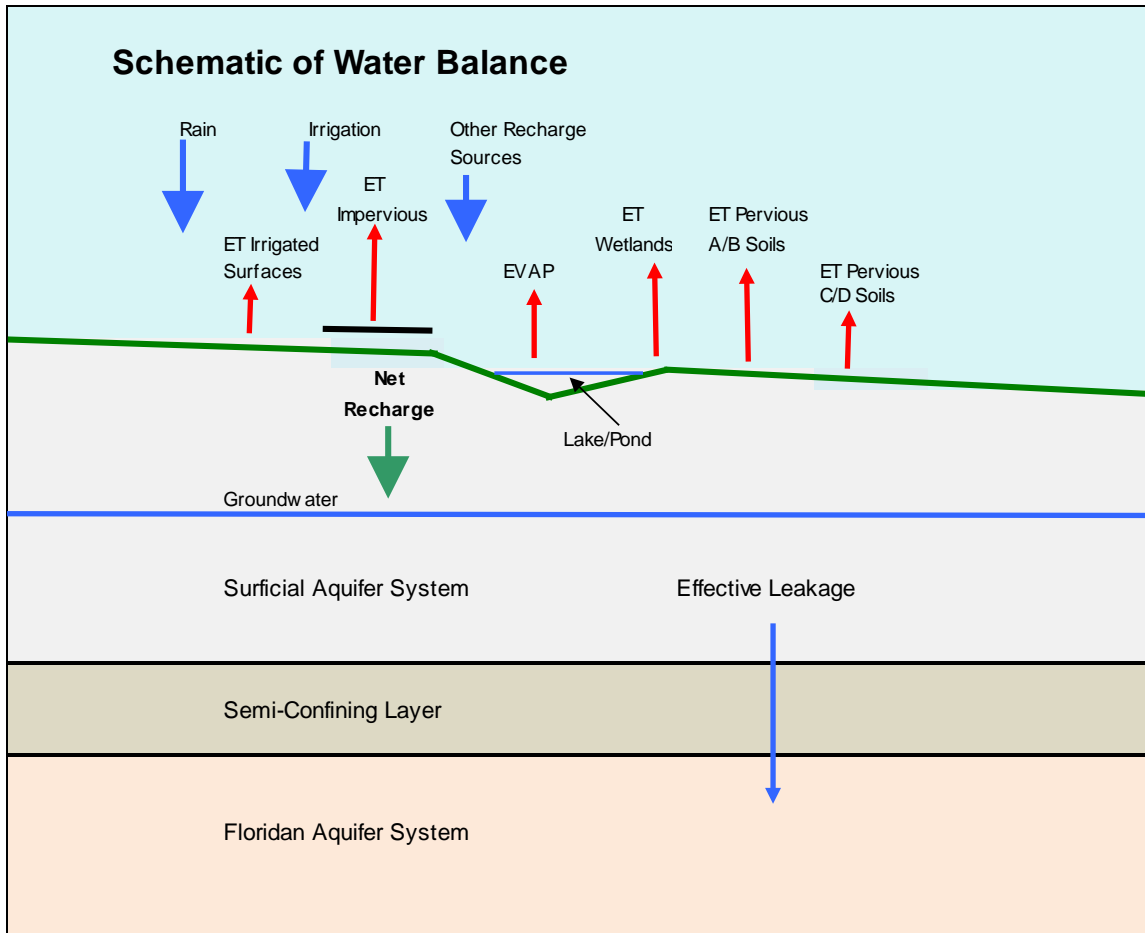 Schematic of Water Balance
Rain
Irrigation
Other Recharge
Sources
ET
Impervious
ET Irrigated
Surfaces
EVAP
ET
Wetlands
ET Pervious
A/B Soils
ET Pervious
C/D Soils
Net
Recharge
Lake/Pond
Groundwater
Surficial Aquifer System
Effective Leakage
Semi-Confining Layer
Floridan Aquifer System